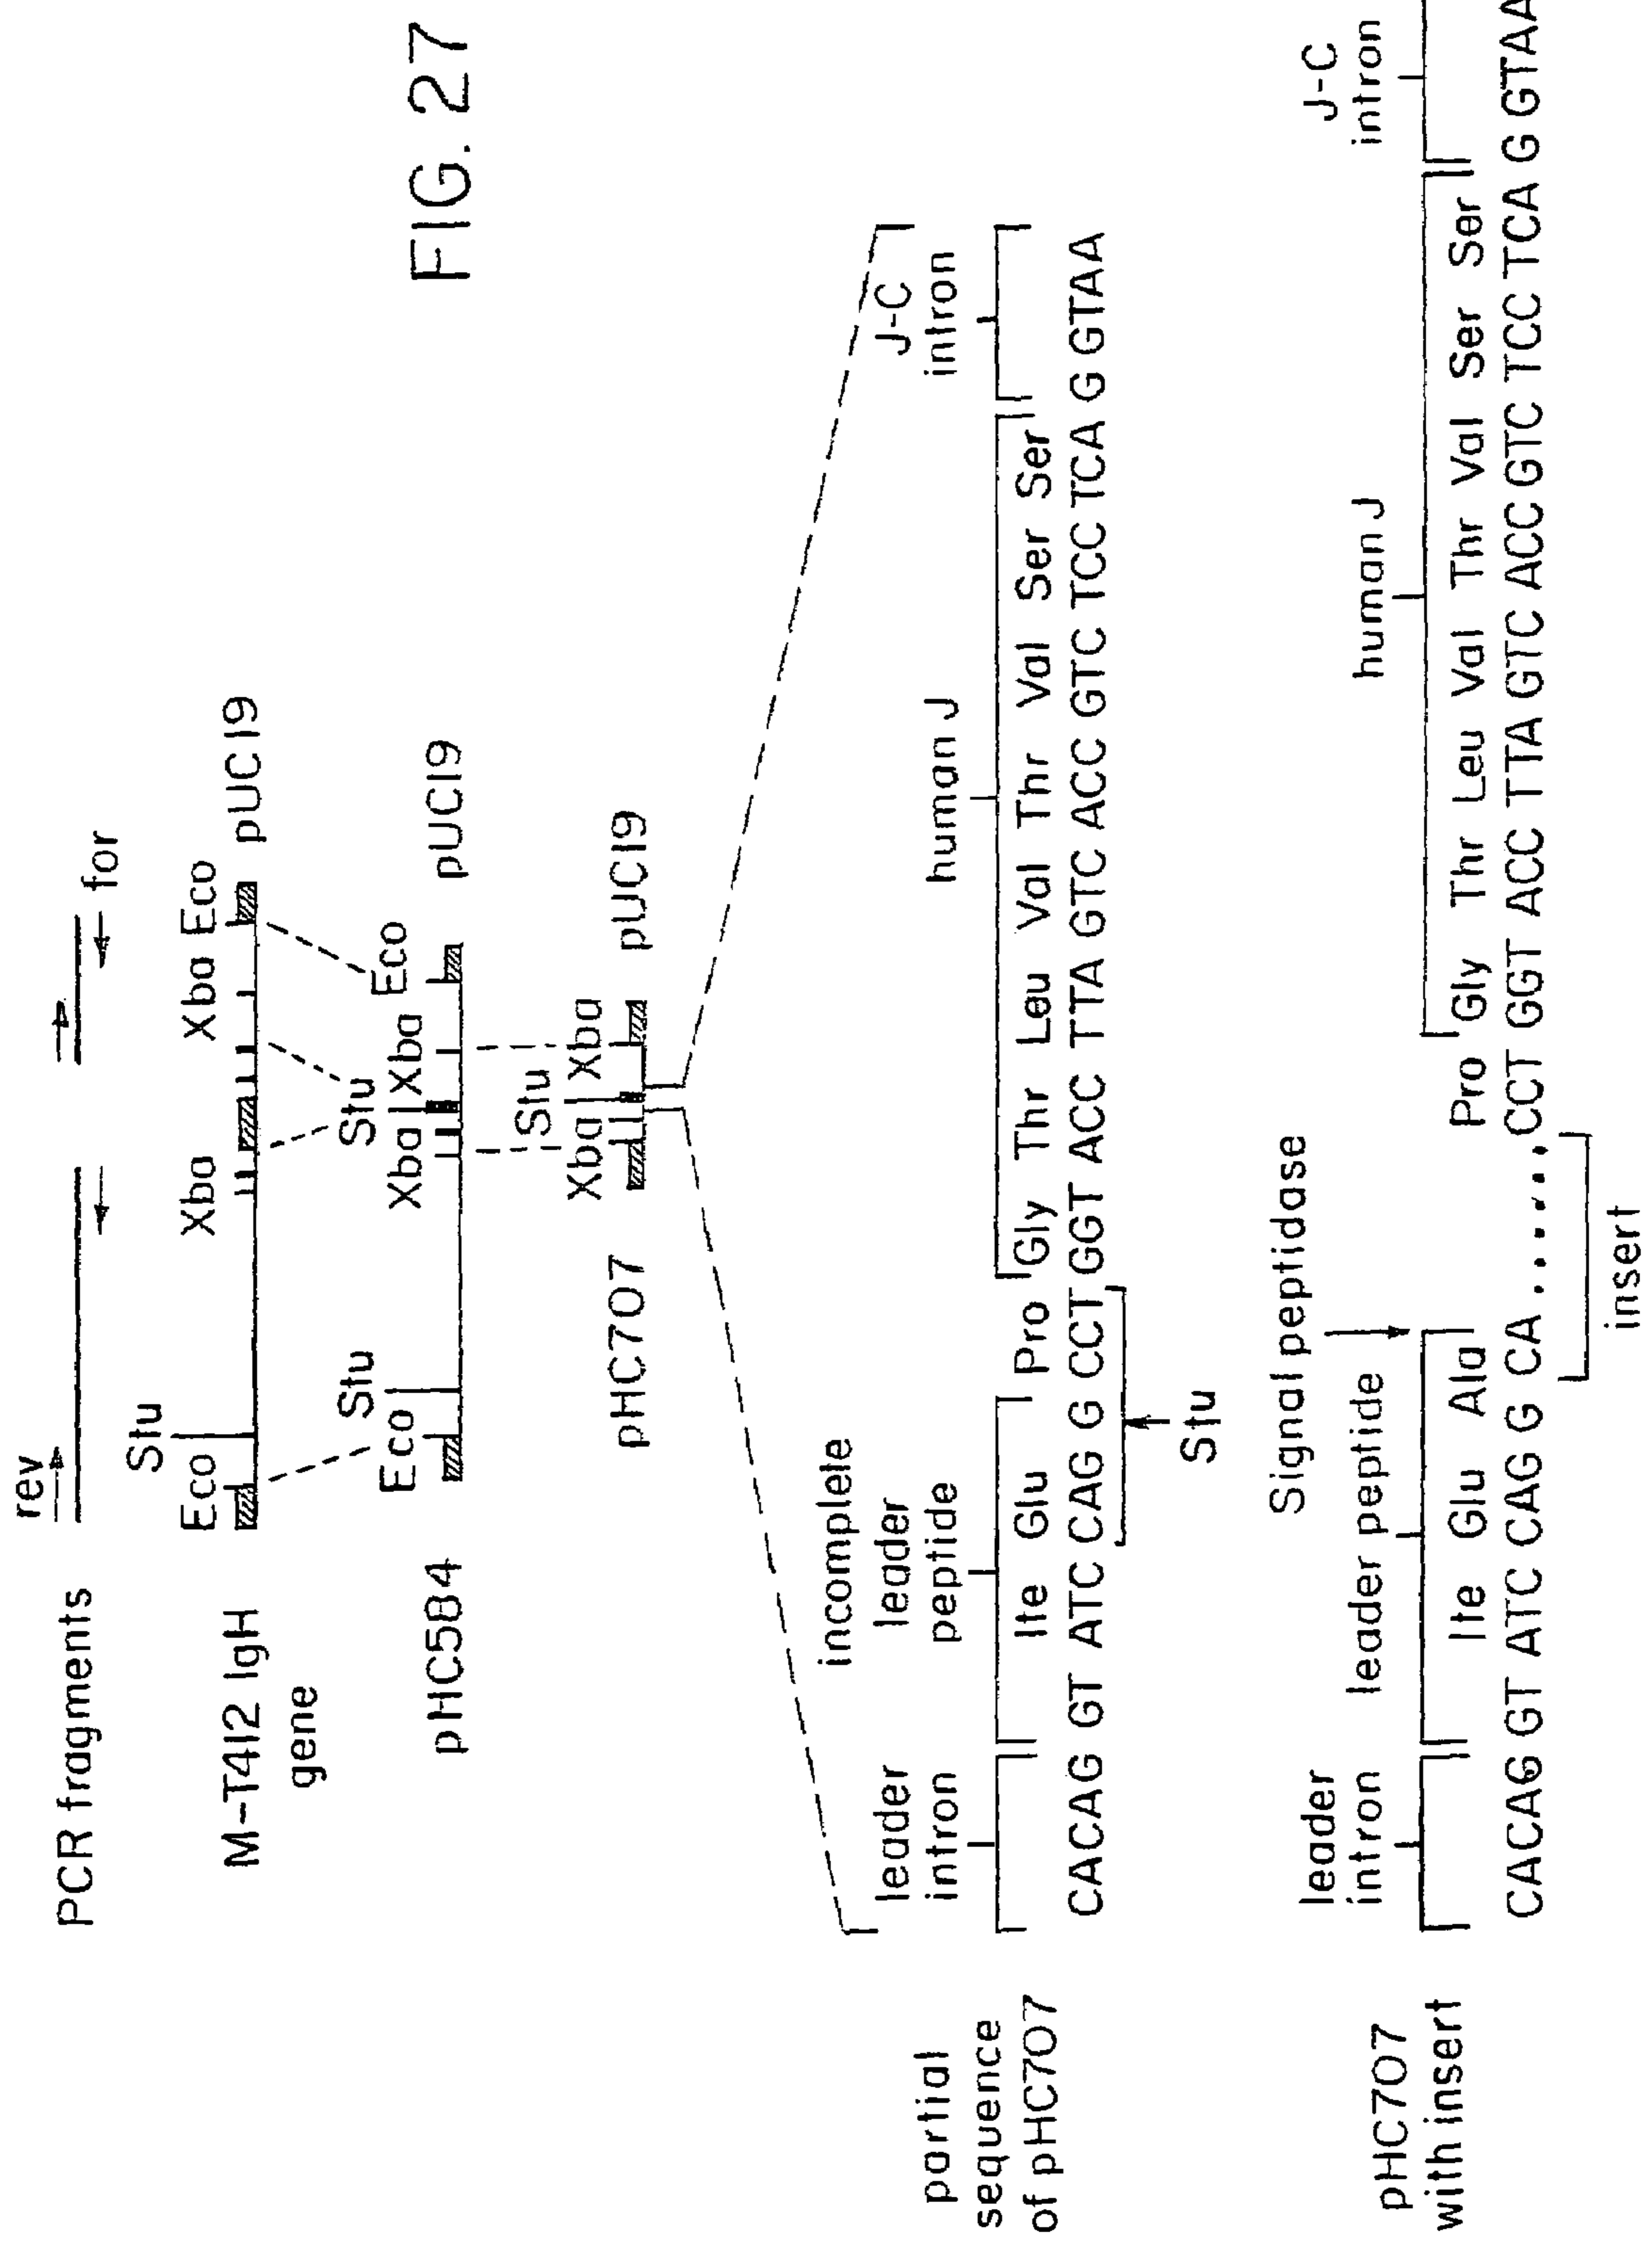 FIG. 27
PCR fragments
rev
for
M-T412 IgH
gene
Eco
Stu
Xba
Xba
Eco
pUC19
pHC584
Eco
Stu
Xba
Stu
Xba
Eco
pUC19
pHC707
Xba
Stu
Xba
pUC19
partial
sequence
of pHC707
leader
intron
incomplele
leader
peptide
human J
J-C
intron
Ite Glu Pro Gly Thr Leu Val Thr Val Ser Ser
CACAG GT ATC CAG G CCT GGT ACC TTA GTC ACC GTC TCC TCA G GTAA
Stu
pHC707
with insert
leader
intron
leader peptide
Signal peptidase
human J
J-C
intron
Ite Glu Ala Pro Gly Thr Leu Val Thr Val Ser Ser
CACAG GT ATC CAG G CA......CCT GGT ACC TTA GTC ACC GTC TCC TCA G GTAA
insert